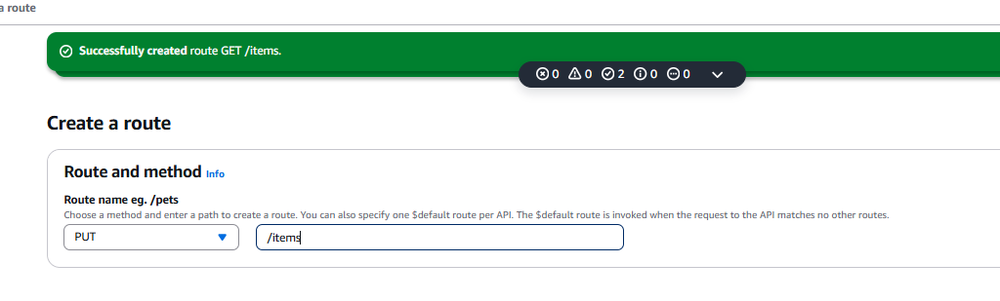 a route
Successfully created route GET /items.
0 0 2 0 0
Create a route
Route and method Info
Route name eg. /pets
Choose a method and enter a path to create a route. You can also specify one $default route per API. The $default route is invoked when the request to the API matches no other routes.
PUT /items